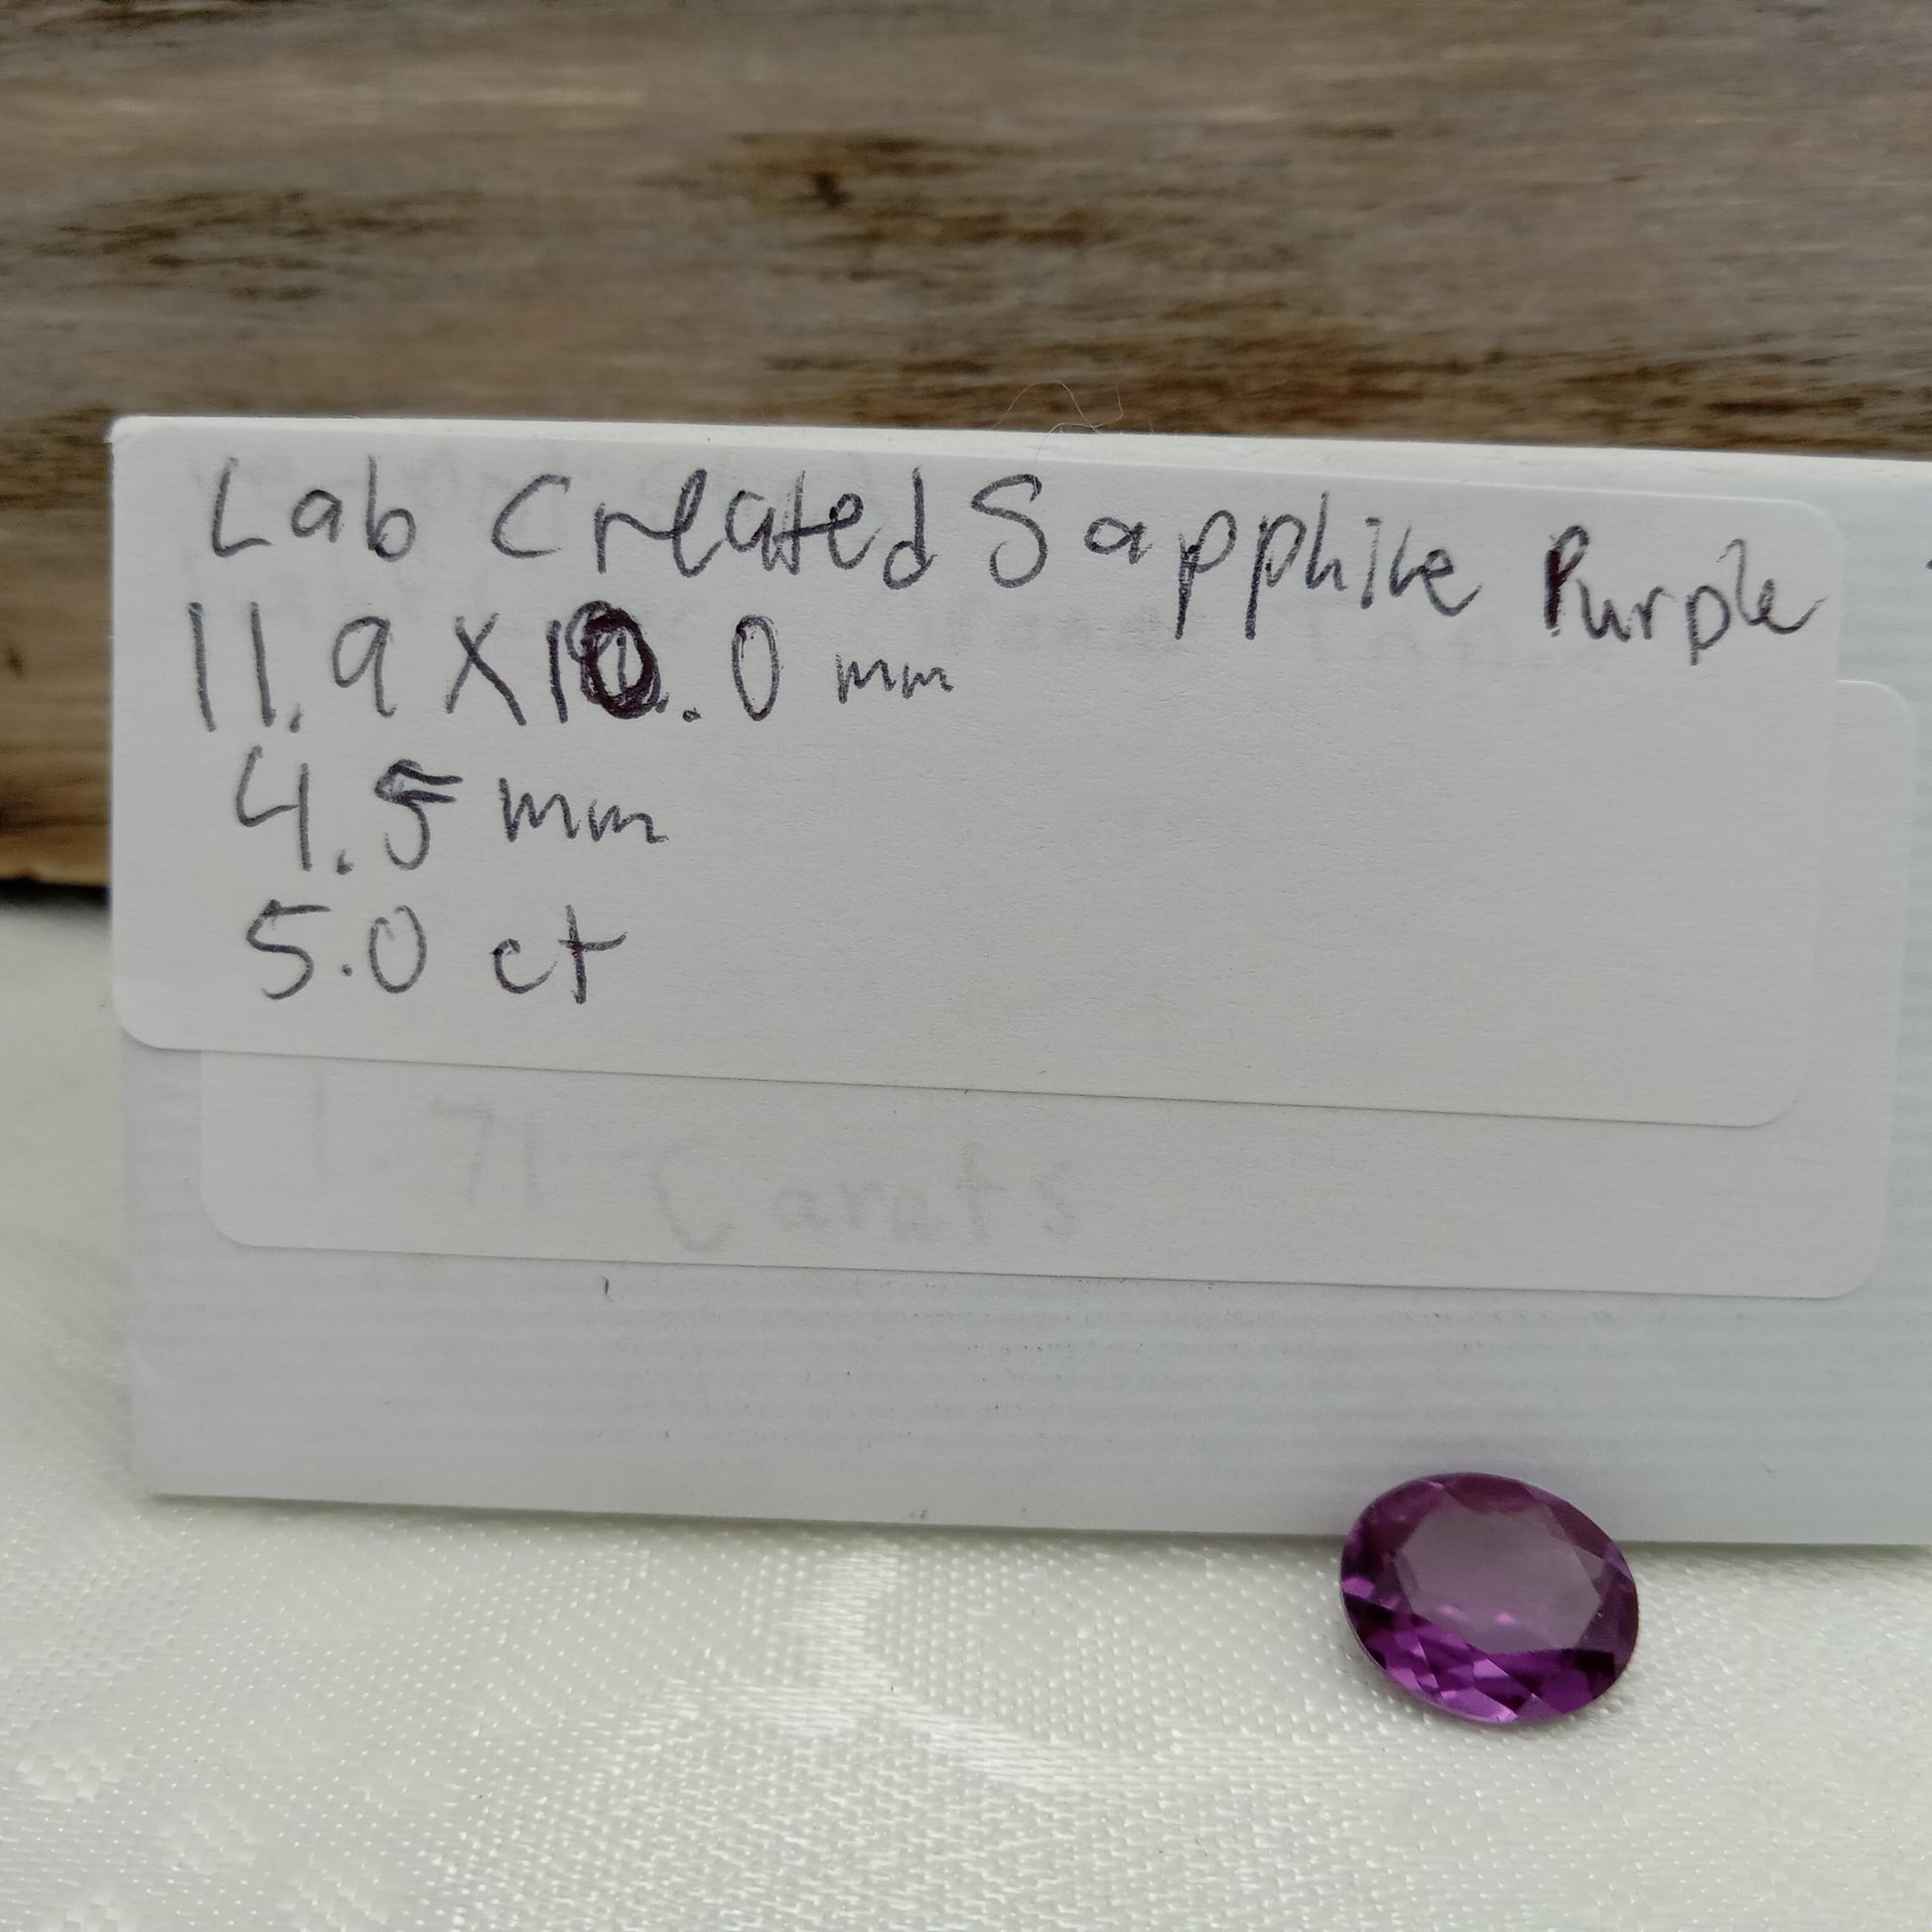 Lab Created Sapphire Purple
11.9 X 10.0 mm
4.5 mm
5.0 ct
1.71 Carats